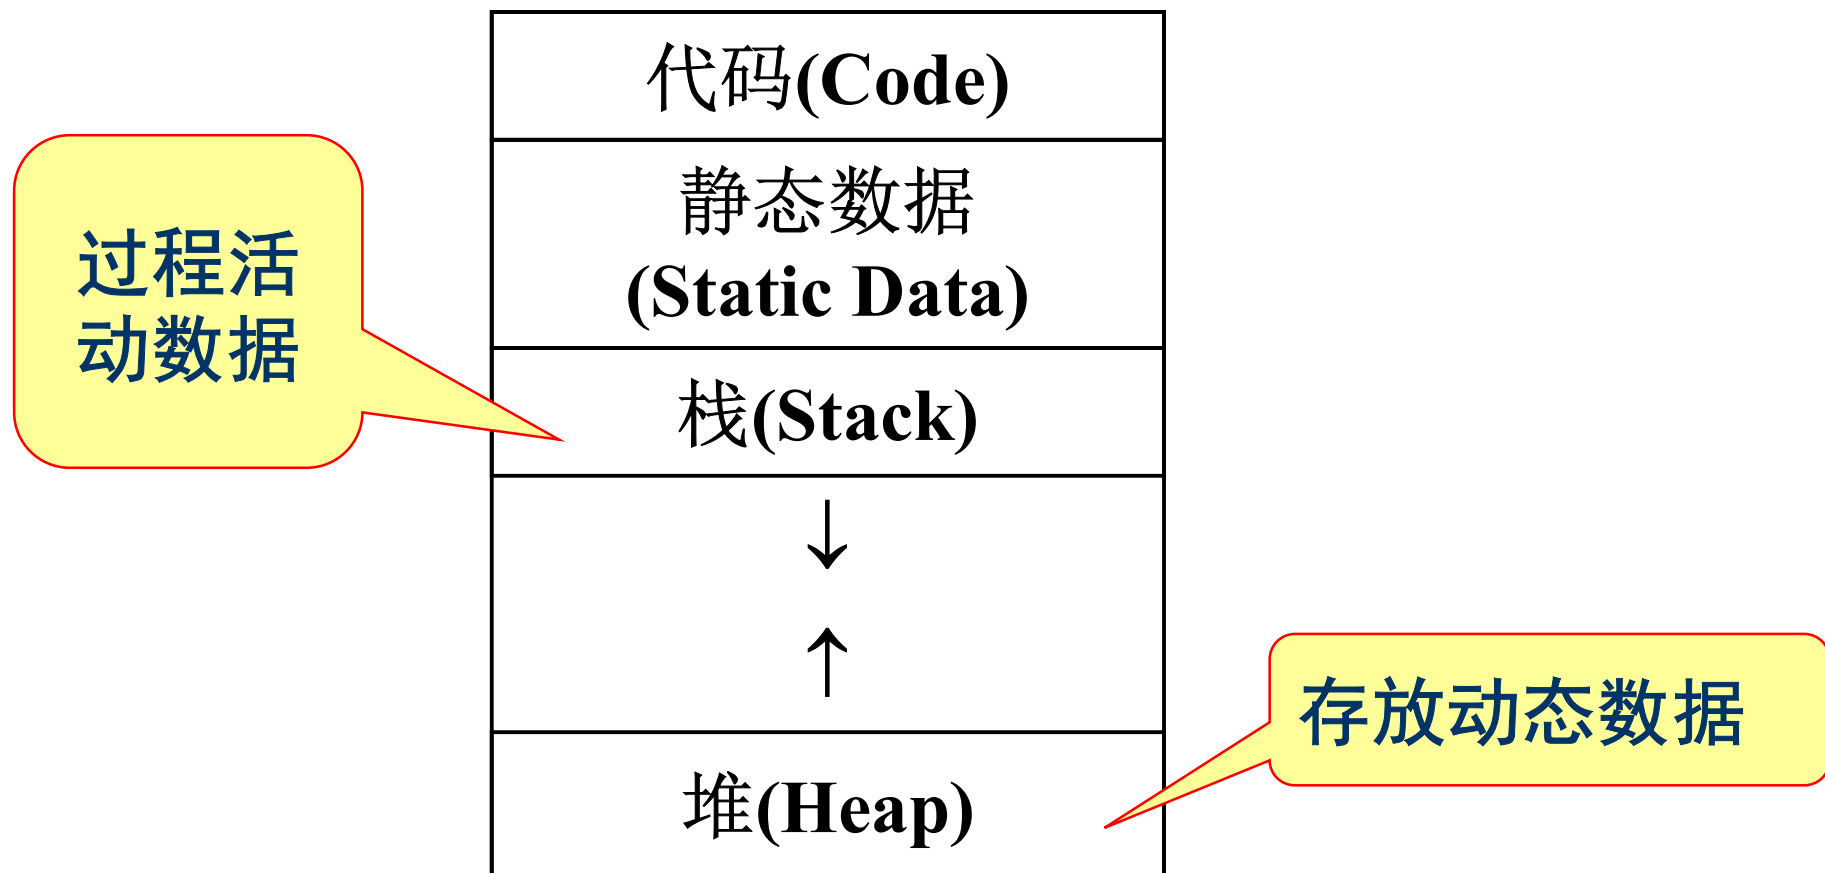 代码(Code)
静态数据
(Static Data)
过程活
动数据
栈(Stack)
↓
↑
存放动态数据
堆(Heap)